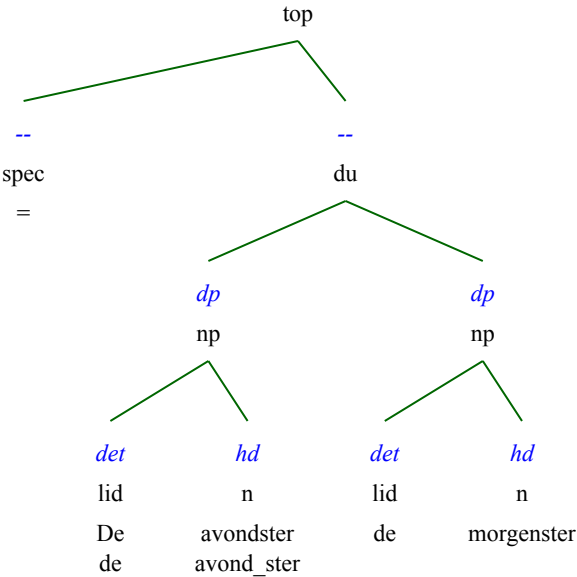 top
-- --
spec du
=
dp dp
np np
det hd det hd
lid n lid n
De avondster de morgenster
de avond_ster